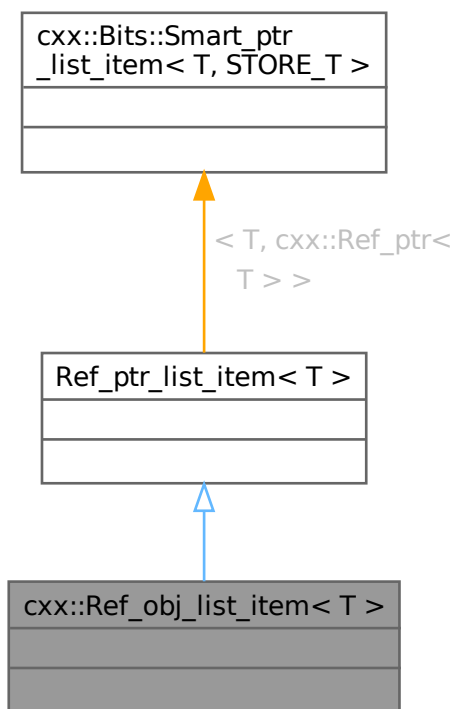 cxx::Bits::Smart_ptr
_list_item< T, STORE_T >
< T, cxx::Ref_ptr<
T > >
Ref_ptr_list_item< T >
cxx::Ref_obj_list_item< T >